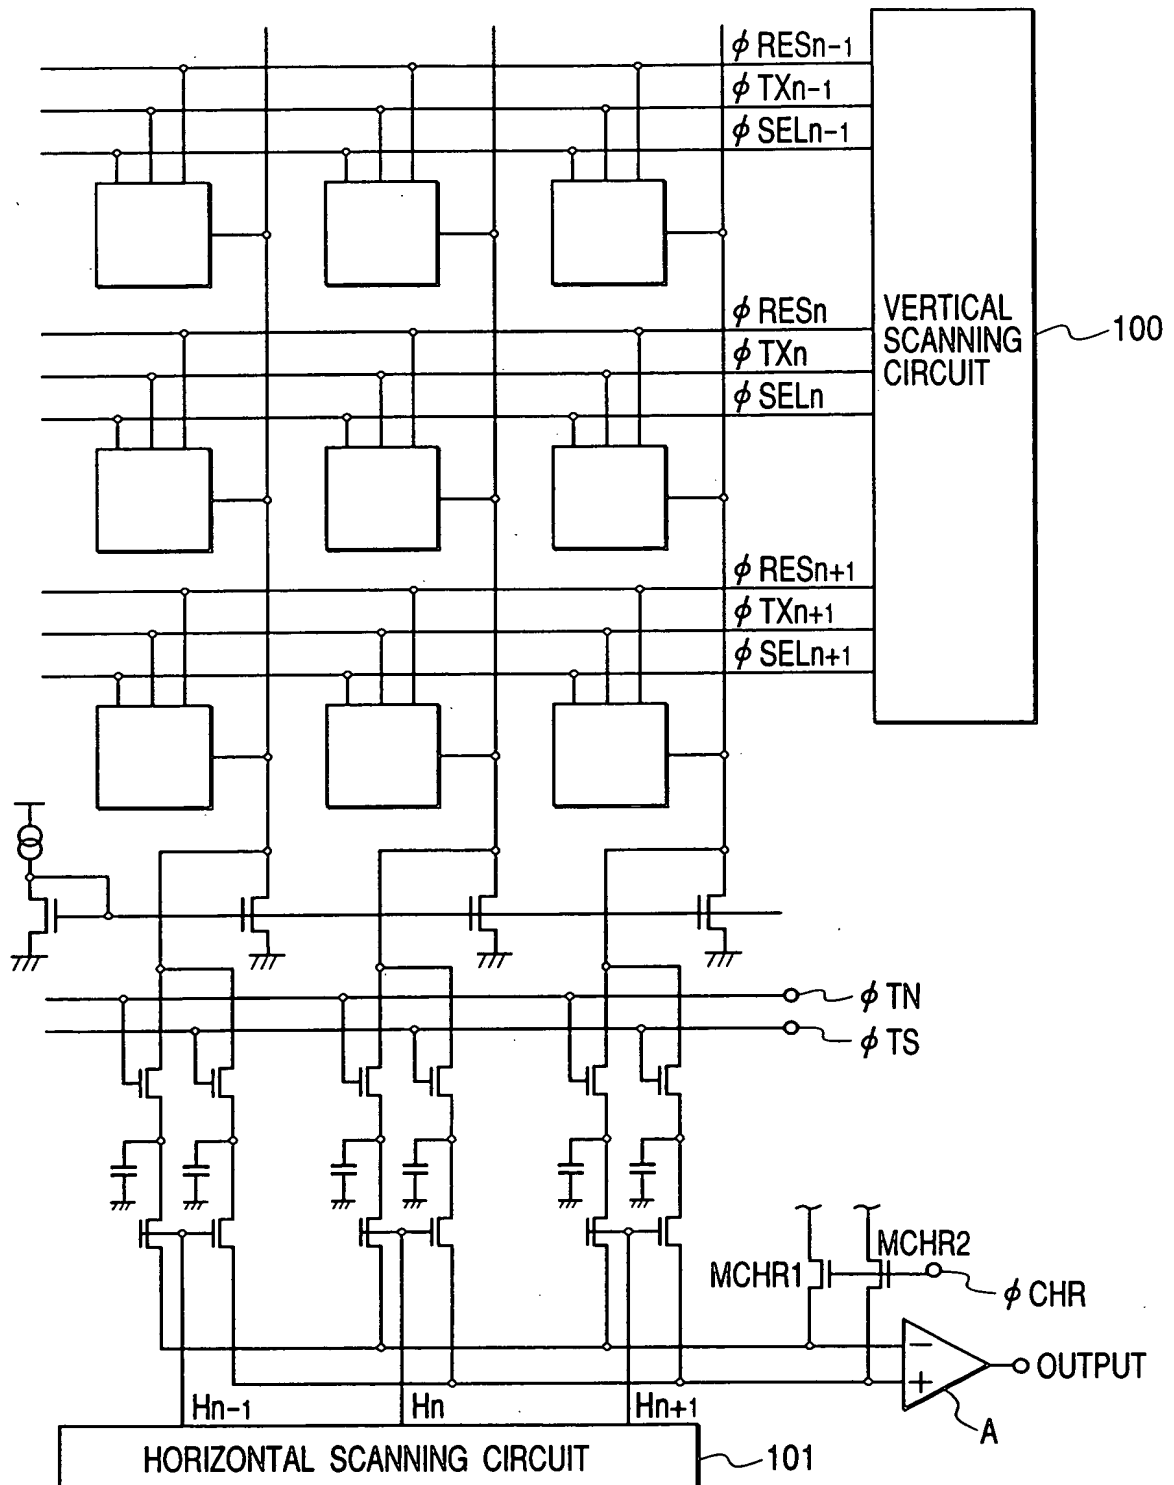 ϕ RESn-1
ϕ TXn-1
ϕ SELn-1
ϕ RESn
ϕ TXn
ϕ SELn
VERTICAL
SCANNING
CIRCUIT
100
ϕ RESn+1
ϕ TXn+1
ϕ SELn+1
ϕ TN
ϕ TS
MCHR1
MCHR2
ϕ CHR
−
+
OUTPUT
A
Hn-1
Hn
Hn+1
HORIZONTAL SCANNING CIRCUIT
101